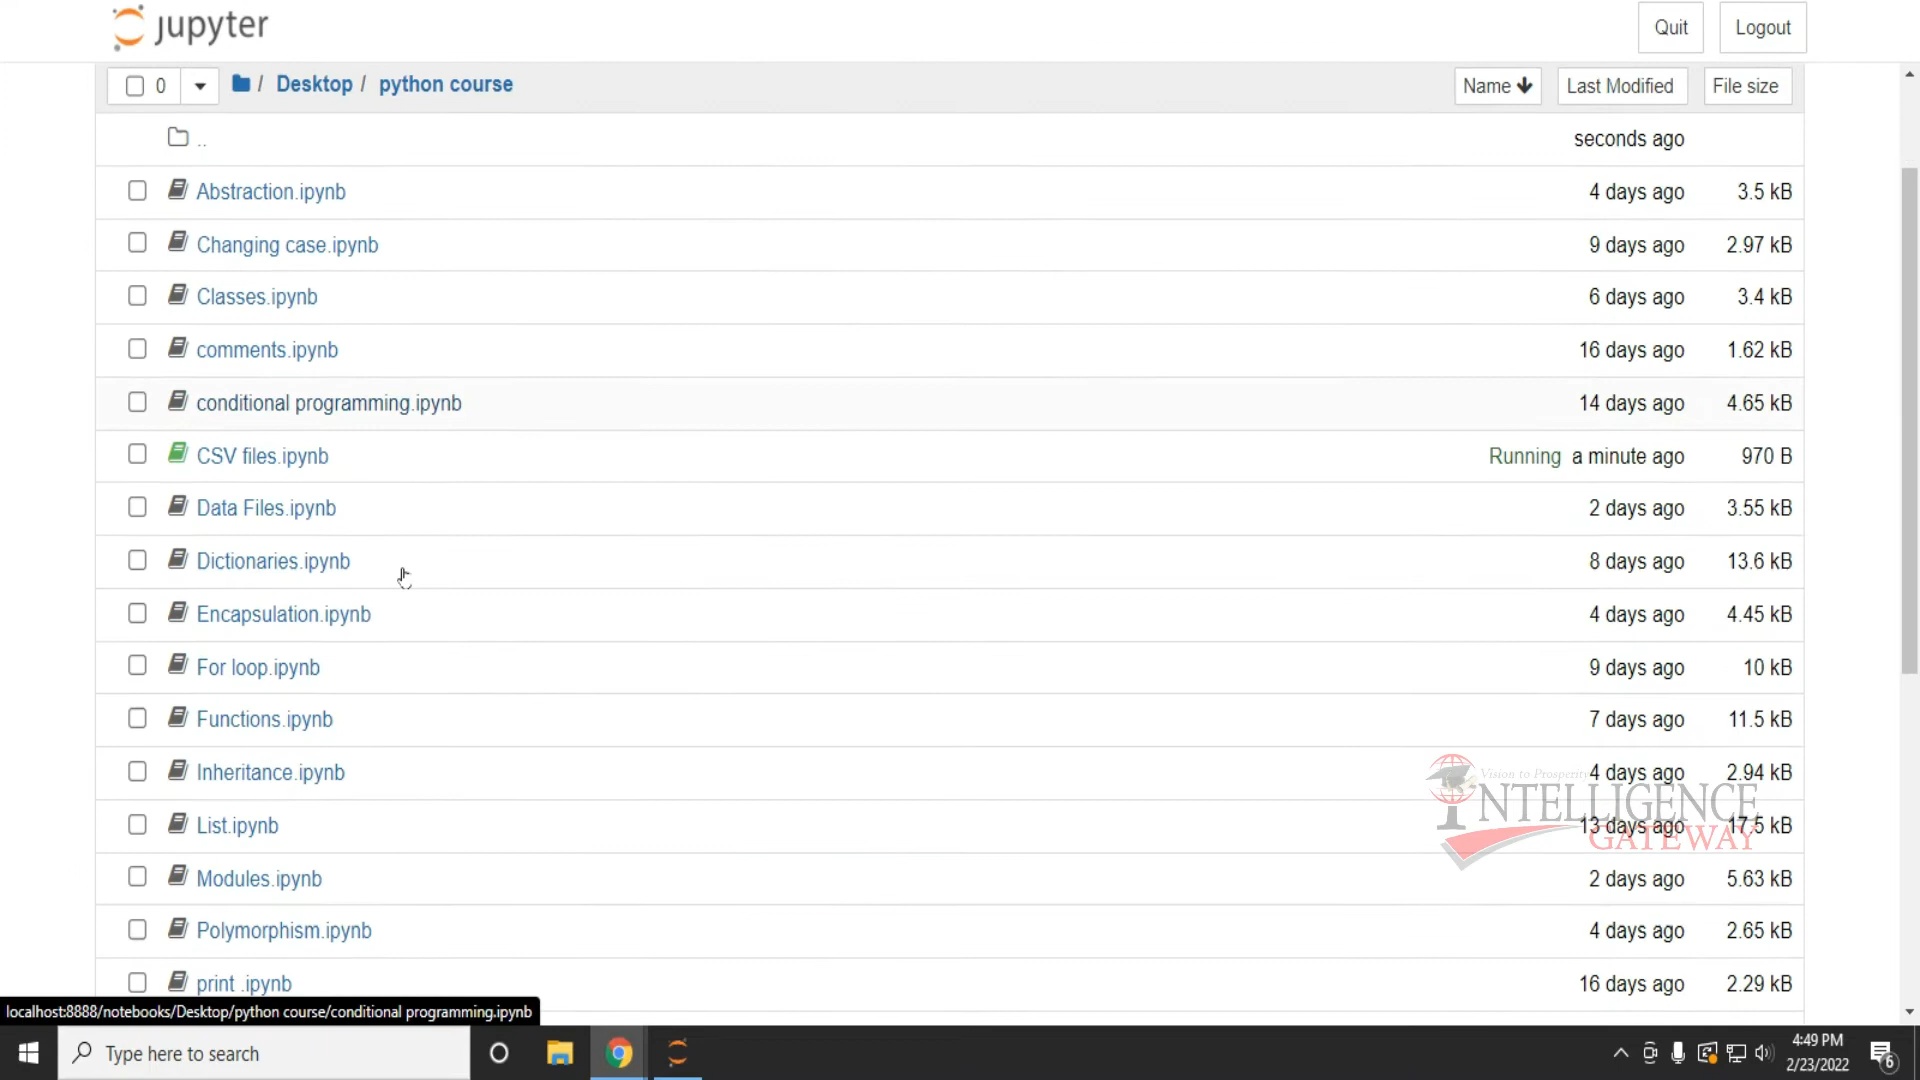 jupyter
Quit
Logout
0
/ Desktop / python course
Name
Last Modified
File size
..
seconds ago
Abstraction.ipynb 4 days ago 3.5 kB
Changing case.ipynb 9 days ago 2.97 kB
Classes.ipynb 6 days ago 3.4 kB
comments.ipynb 16 days ago 1.62 kB
conditional programming.ipynb 14 days ago 4.65 kB
CSV files.ipynb Running a minute ago 970 B
Data Files.ipynb 2 days ago 3.55 kB
Dictionaries.ipynb 8 days ago 13.6 kB
Encapsulation.ipynb 4 days ago 4.45 kB
For loop.ipynb 9 days ago 10 kB
Functions.ipynb 7 days ago 11.5 kB
Inheritance.ipynb 4 days ago 2.94 kB
List.ipynb 13 days ago 17.5 kB
Modules.ipynb 2 days ago 5.63 kB
Polymorphism.ipynb 4 days ago 2.65 kB
print .ipynb 16 days ago 2.29 kB
Vision to Prosperity
INTELLIGENCE
GATEWAY
localhost:8888/notebooks/Desktop/python course/conditional programming.ipynb
Type here to search
4:49 PM
2/23/2022
6